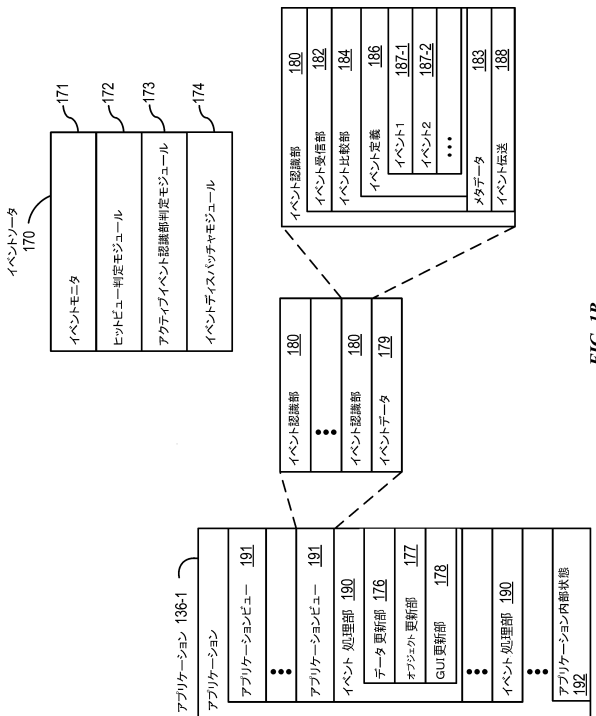 イベントソータ
170
イベントモニタ
171
ヒットビュー判定モジュール
172
アクティブイベント認識部判定モジュール
173
イベントディスパッチャモジュール
174
アプリケーション 136-1
アプリケーション
アプリケーションビュー 191
•••
アプリケーションビュー 191
イベント 処理部 190
データ 更新部 176
オブジェクト 更新部 177
GUI 更新部 178
•••
イベント 処理部 190
•••
アプリケーション 内部状態
192
イベント認識部 180
•••
イベント認識部 180
イベントデータ 179
イベント認識部 180
イベント受信部 182
イベント比較部 184
イベント定義 186
イベント1 187-1
イベント2 187-2
•••
メタデータ 183
イベント伝送 188